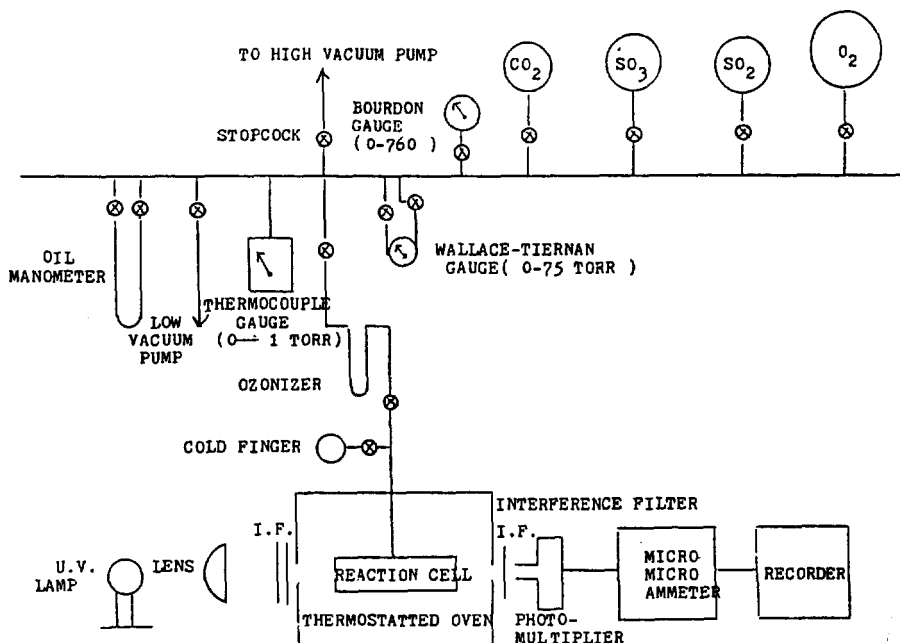 TO HIGH VACUUM PUMP
STOPCOCK
BOURDON
GAUGE
(0-760 )
CO2
SO3
SO2
O2
OIL
MANOMETER
LOW
VACUUM
PUMP
THERMOCOUPLE
GAUGE
(0— 1 TORR)
WALLACE-TIERNAN
GAUGE( 0-75 TORR )
OZONIZER
COLD FINGER
U.V.
LAMP
LENS
I.F.
REACTION CELL
THERMOSTATTED OVEN
INTERFERENCE FILTER
I.F.
PHOTO-
MULTIPLIER
MICRO
MICRO
AMMETER
RECORDER